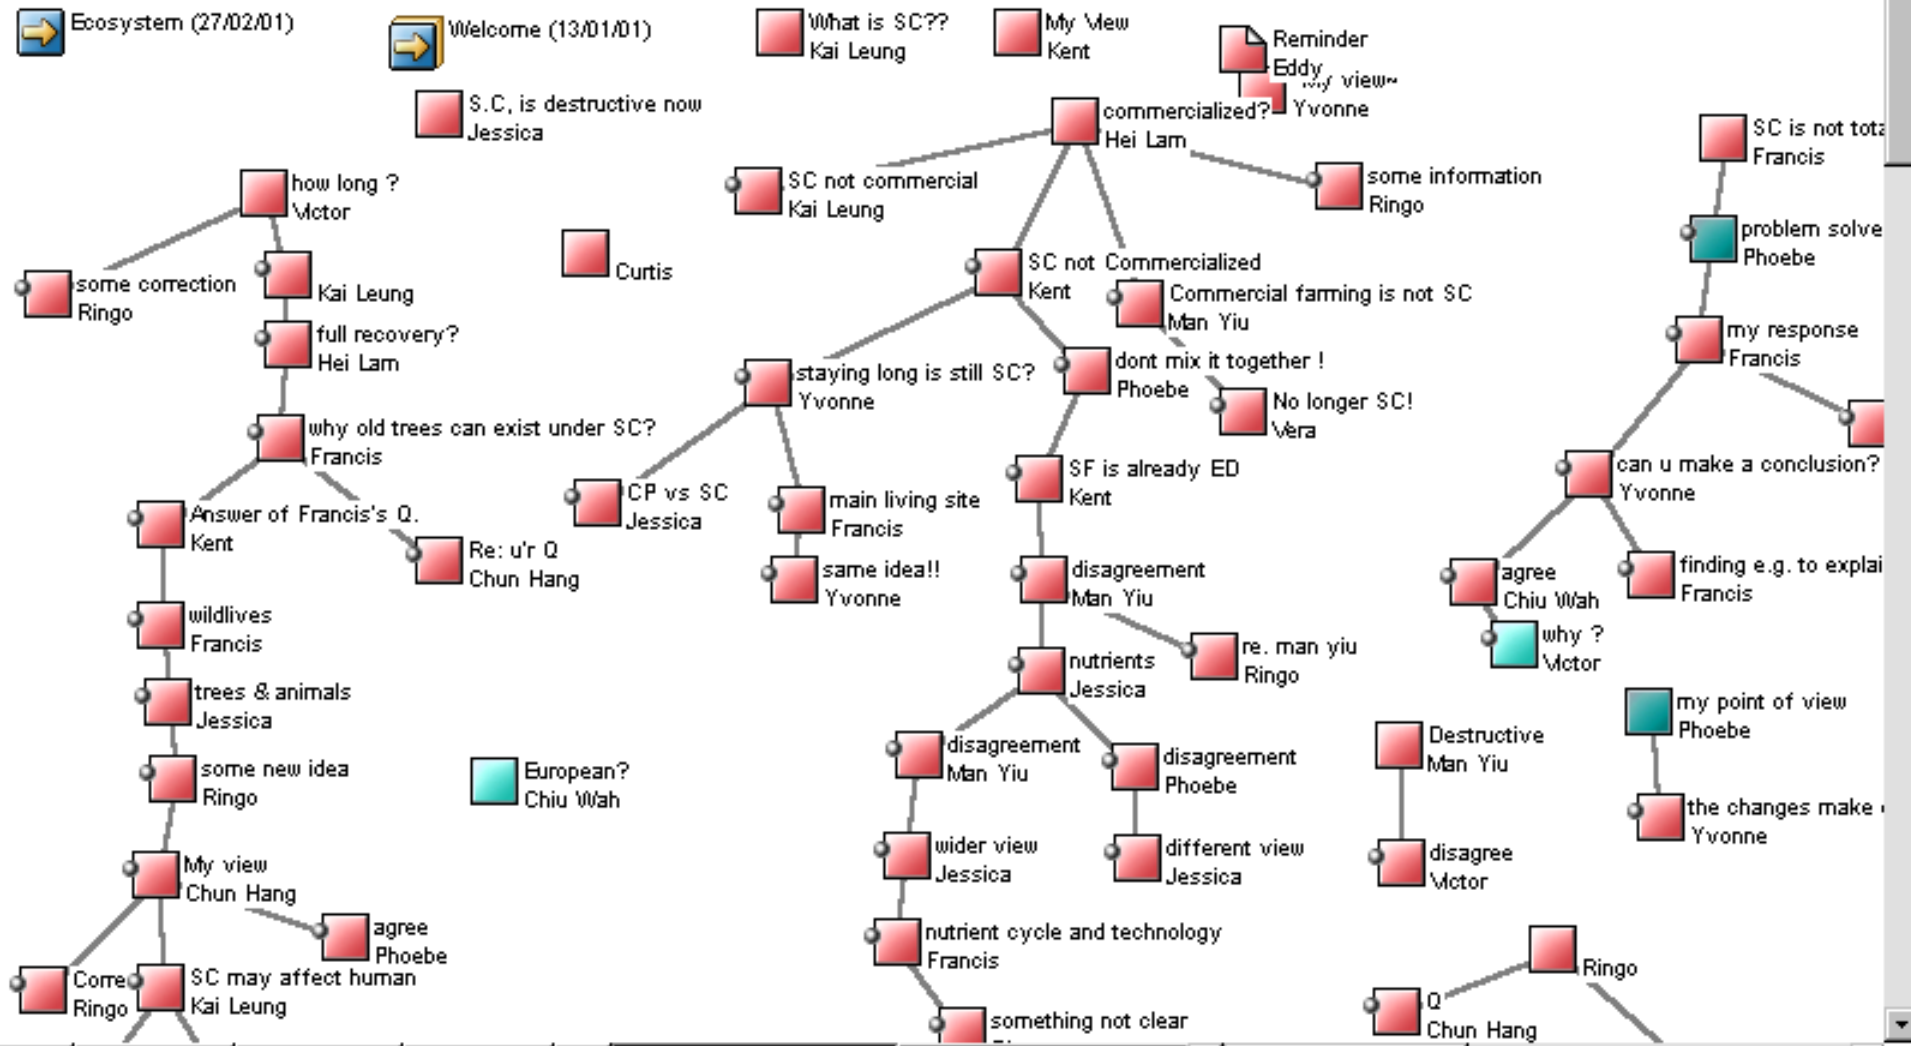 Ecosystem (27/02/01)
Welcome (13/01/01)
What is SC??
Kai Leung
My View
Kent
Reminder
Eddy
My view~
Yvonne
S.C, is destructive now
Jessica
commercialized?
Hei Lam
SC is not
Francis
how long ?
Victor
SC not commercial
Kai Leung
some information
Ringo
problem solve
Phoebe
some correction
Ringo
Kai Leung
Curtis
SC not Commercialized
Kent
Commercial farming is not SC
Man Yiu
full recovery?
Hei Lam
my response
Francis
staying long is still SC?
Yvonne
dont mix it together !
Phoebe
No longer SC!
Vera
why old trees can exist under SC?
Francis
CP vs SC
Jessica
main living site
Francis
SF is already ED
Kent
can u make a conclusion?
Yvonne
Answer of Francis's Q.
Kent
Re: u'r Q
Chun Hang
same idea!!
Yvonne
disagreement
Man Yiu
agree
Chiu Wah
finding e.g. to explai
Francis
wildlives
Francis
re. man yiu
Ringo
why ?
Victor
nutrients
Jessica
trees & animals
Jessica
my point of view
Phoebe
some new idea
Ringo
European?
Chiu Wah
disagreement
Man Yiu
disagreement
Phoebe
Destructive
Man Yiu
the changes make
Yvonne
wider view
Jessica
different view
Jessica
disagree
Victor
My view
Chun Hang
agree
Phoebe
nutrient cycle and technology
Francis
Corre
Ringo
SC may affect human
Kai Leung
something not clear
Ringo
Q
Chun Hang